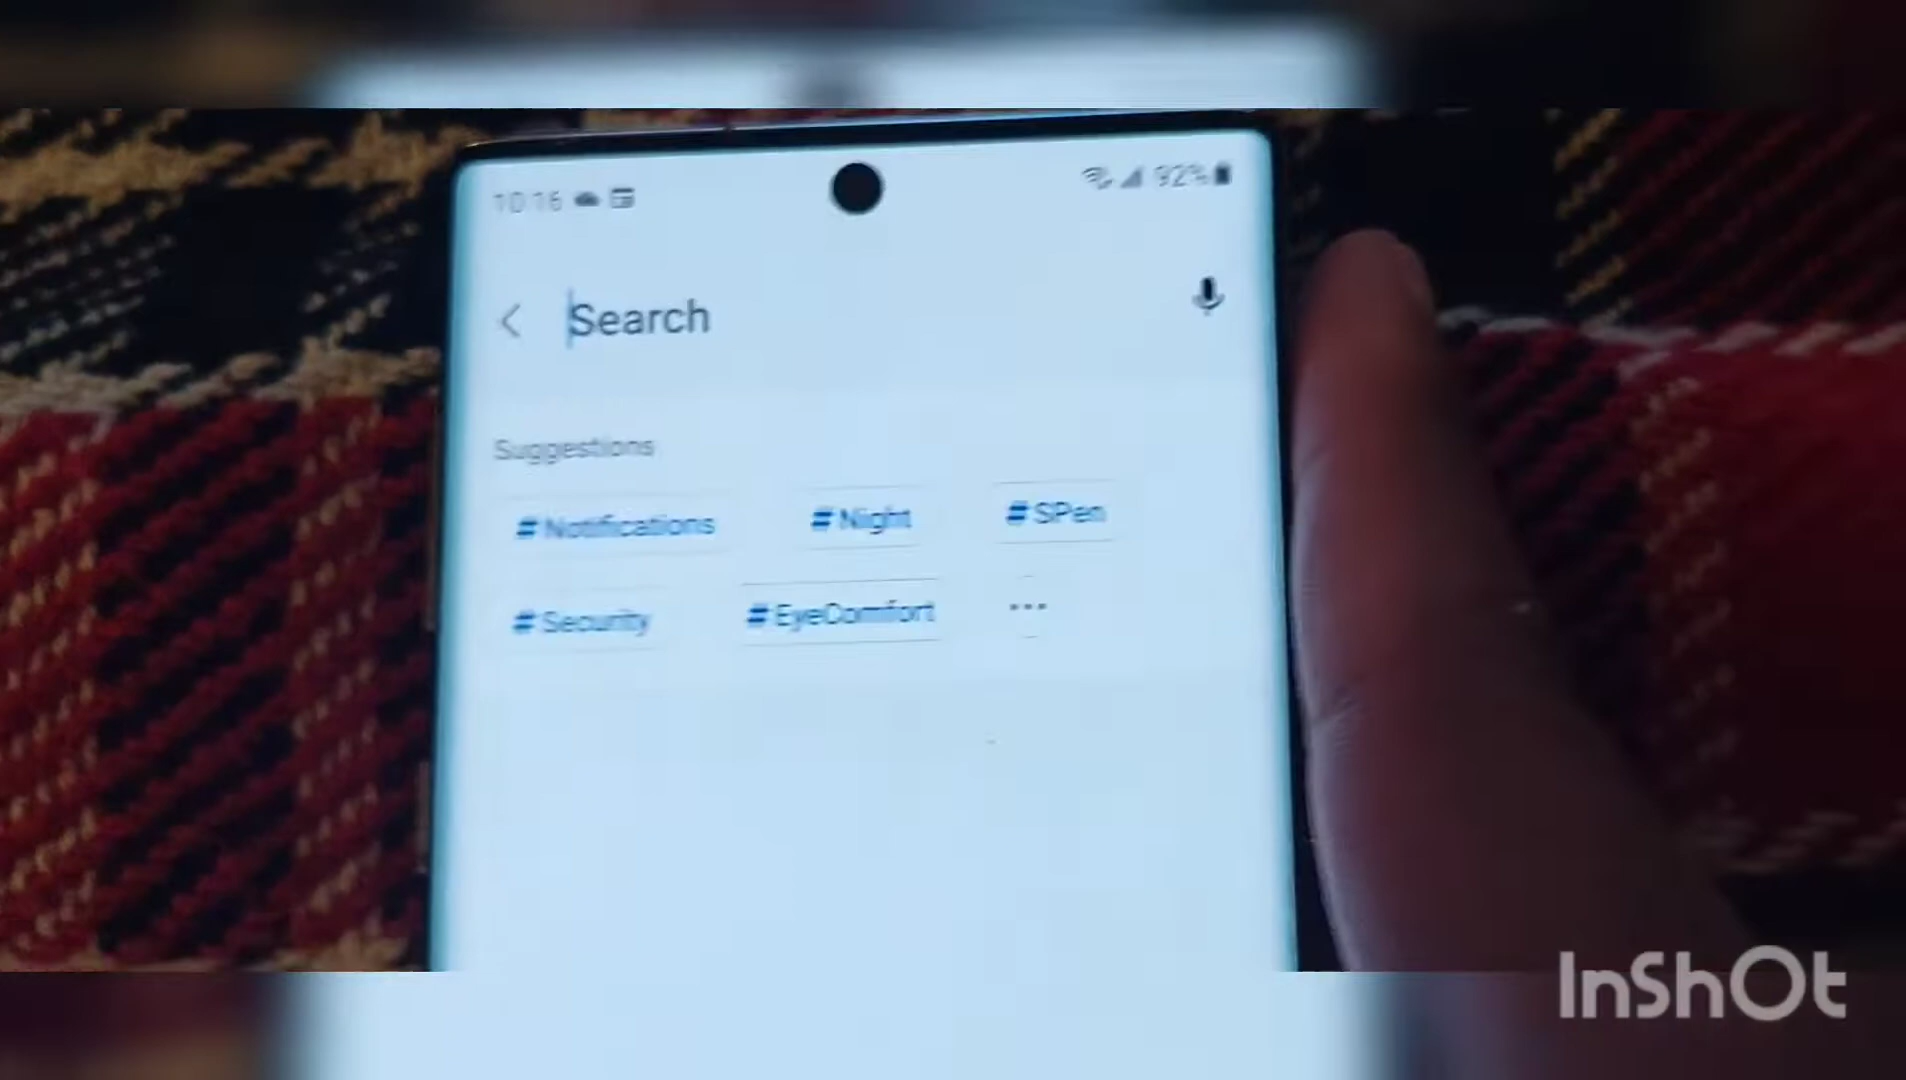 10:16 92%
Search
Suggestions
#Notifications #Night #SPen
#Security #EyeComfort ...
InShOt